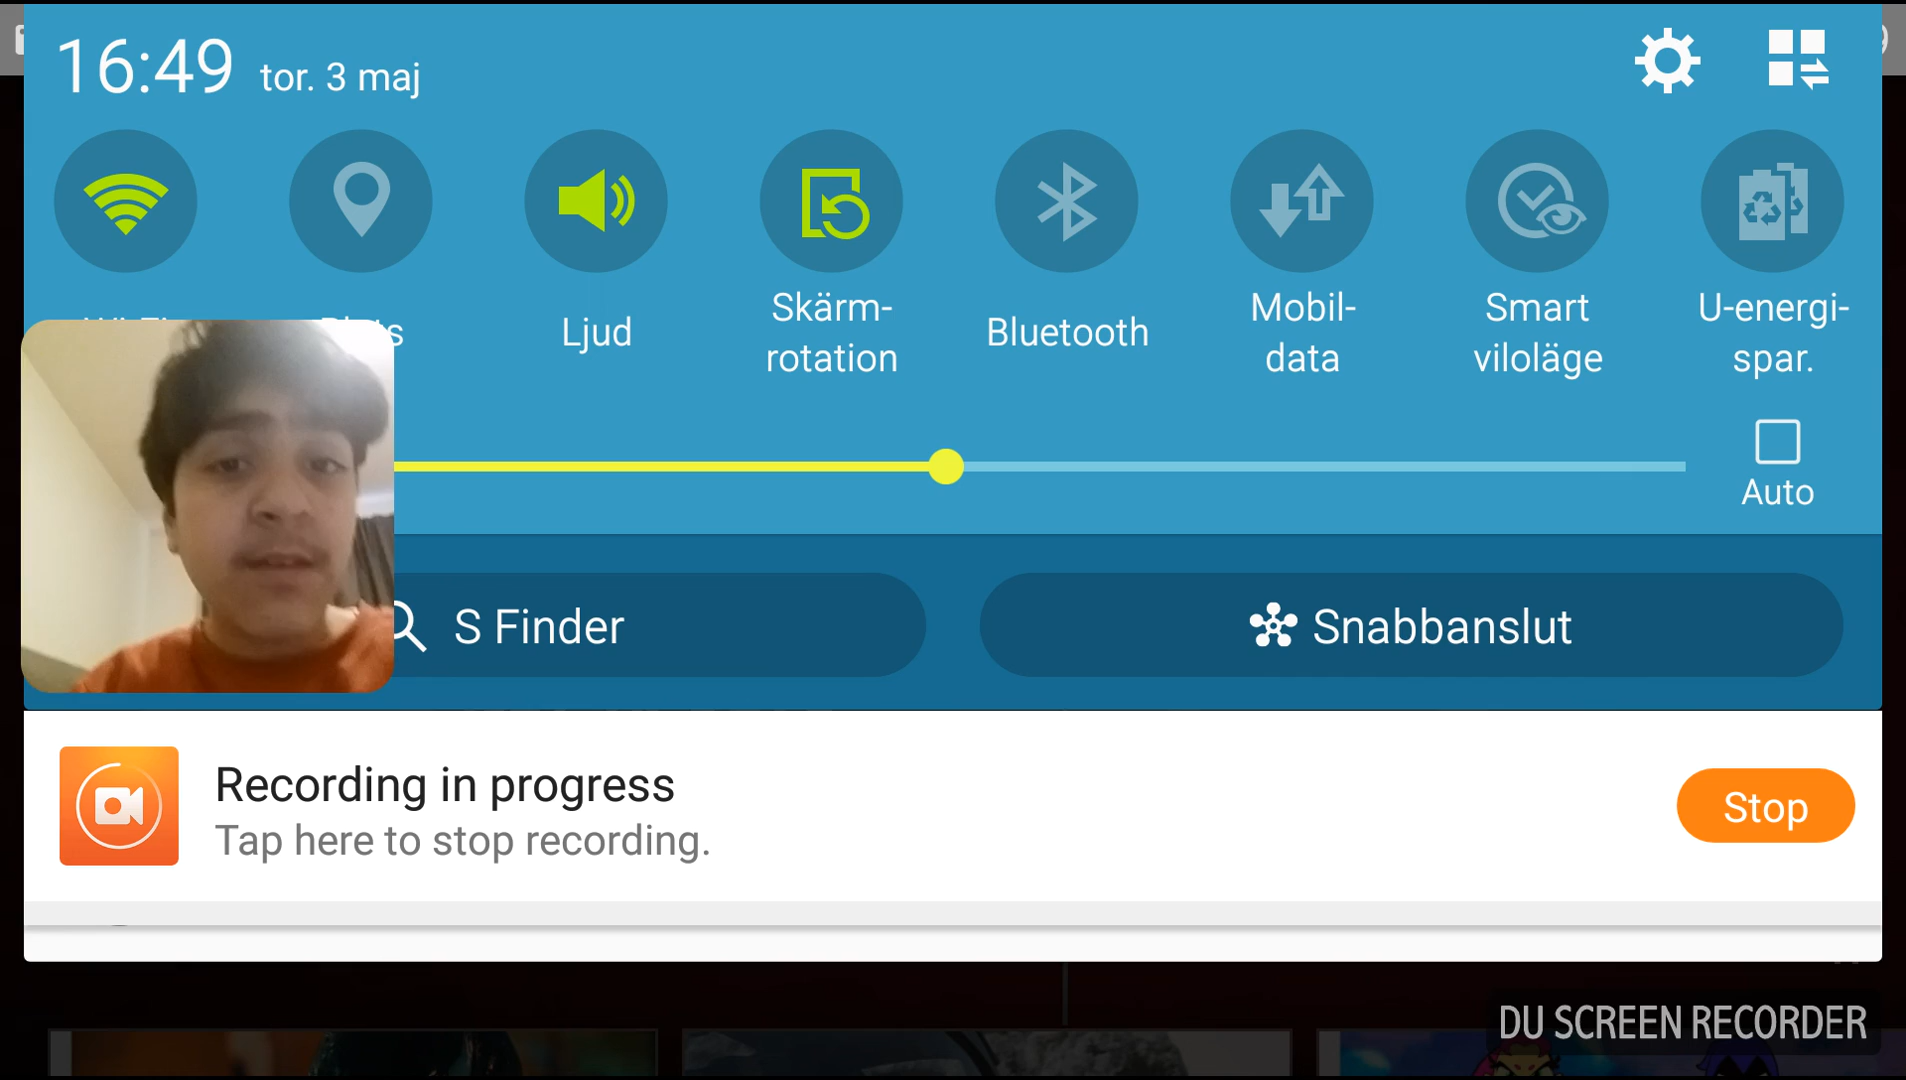 16:49 tor. 3 maj
Ljud
Skärm-
rotation
Bluetooth
Mobil-
data
Smart
viloläge
U-energi-
spar.
Auto
S Finder
Snabbanslut
Recording in progress
Tap here to stop recording.
Stop
DU SCREEN RECORDER